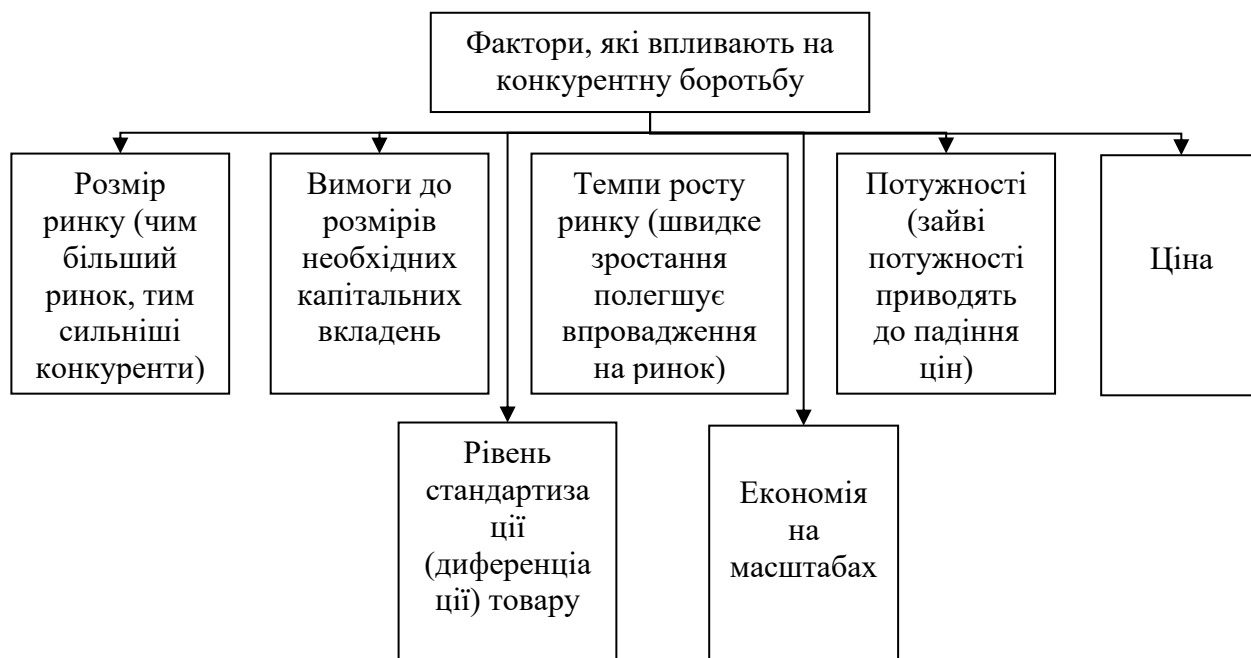 Фактори, які впливають на
конкурентну боротьбу
Розмір
ринку (чим
більший
ринок, тим
сильніші
конкуренти)
Вимоги до
розмірів
необхідних
капітальних
вкладень
Темпи росту
ринку (швидке
зростання
полегшує
впровадження
на ринок)
Потужності
(зайві
потужності
приводять
до падіння
цін)
Ціна
Рівень
стандартиза
ції
(диференціа
ції) товару
Економія
на
масштабах